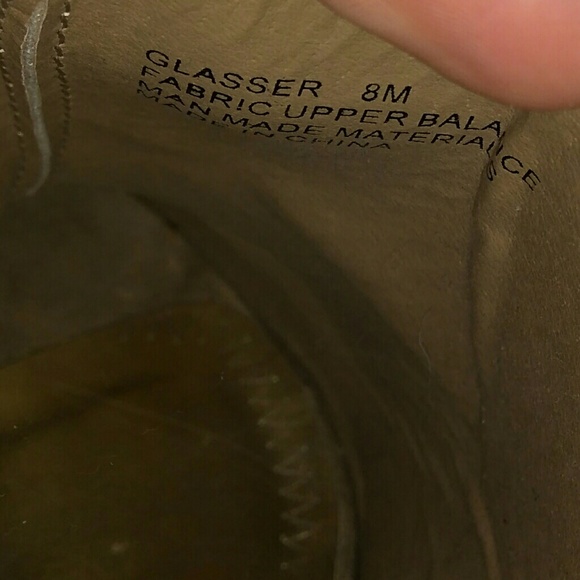 GLASSER 8M
FABRIC UPPER BALANCE
MAN MADE MATERIALS
MADE IN CHINA